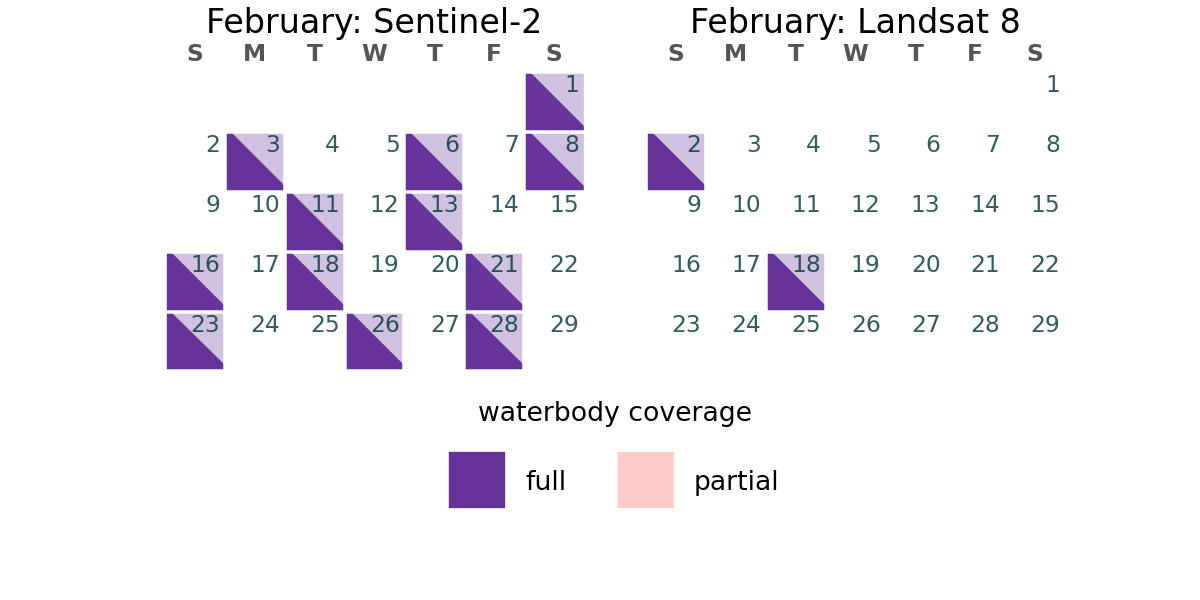 February: Sentinel-2
S M T W T F S
1
2 3 4 5 6 7 8
9 10 11 12 13 14 15
16 17 18 19 20 21 22
23 24 25 26 27 28 29
February: Landsat 8
S M T W T F S
1
2 3 4 5 6 7 8
9 10 11 12 13 14 15
16 17 18 19 20 21 22
23 24 25 26 27 28 29
waterbody coverage
full partial